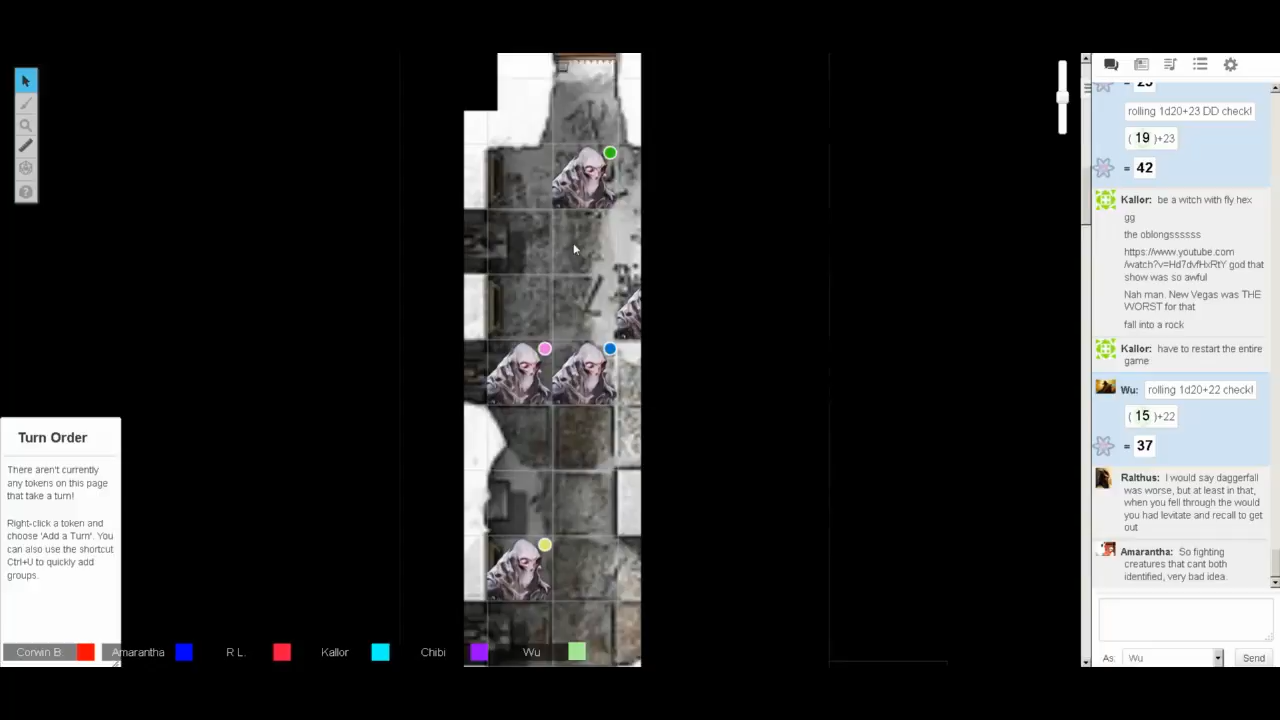 = 23
rolling 1d20+23 DD check!
( 19 )+23
= 42
Kallor: be a witch with fly hex
gg
the oblongssssss
https://www.youtube.com
/watch?v=Hd7dvfHxRtY god that
show was so awful
Nah man. New Vegas was THE
WORST for that
fall into a rock
Kallor: have to restart the entire
game
Wu: rolling 1d20+22 check!
( 15 )+22
= 37
Ralthus: I would say daggerfall
was worse, but at least in that,
when you fell through the would
you had levitate and recall to get
out
Amarantha: So fighting
creatures that cant both
identified, very bad idea.
As: Wu Send
Turn Order
There aren't currently
any tokens on this page
that take a turn!
Right-click a token and
choose 'Add a Turn'. You
can also use the shortcut
Ctrl+U to quickly add
groups.
Corwin B. Amarantha R L. Kallor Chibi Wu